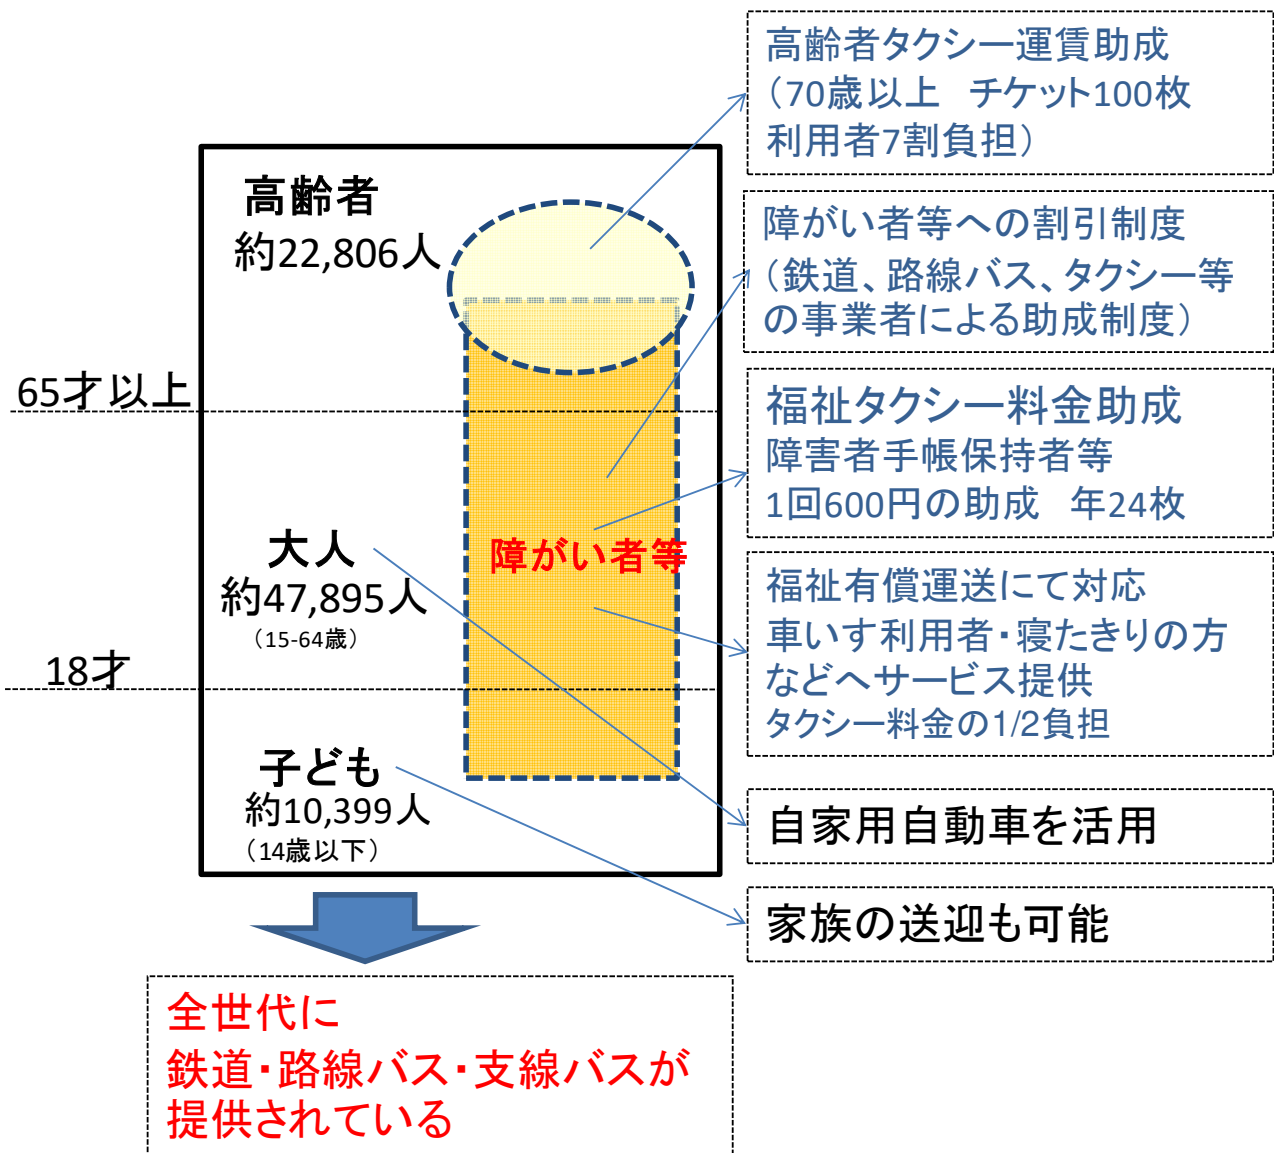 高齢者タクシー運賃助成
（70歳以上　チケット100枚
利用者7割負担）
障がい者等への割引制度
（鉄道、路線バス、タクシー等
の事業者による助成制度）
福祉タクシー料金助成
障害者手帳保持者等
1回600円の助成　年24枚
福祉有償運送にて対応
車いす利用者・寝たきりの方
などへサービス提供
タクシー料金の1/2負担
自家用自動車を活用
家族の送迎も可能
高齢者
約22,806人
65才以上
大人
約47,895人
（15-64歳）
障がい者等
18才
子ども
約10,399人
（14歳以下）
全世代に
鉄道・路線バス・支線バスが
提供されている